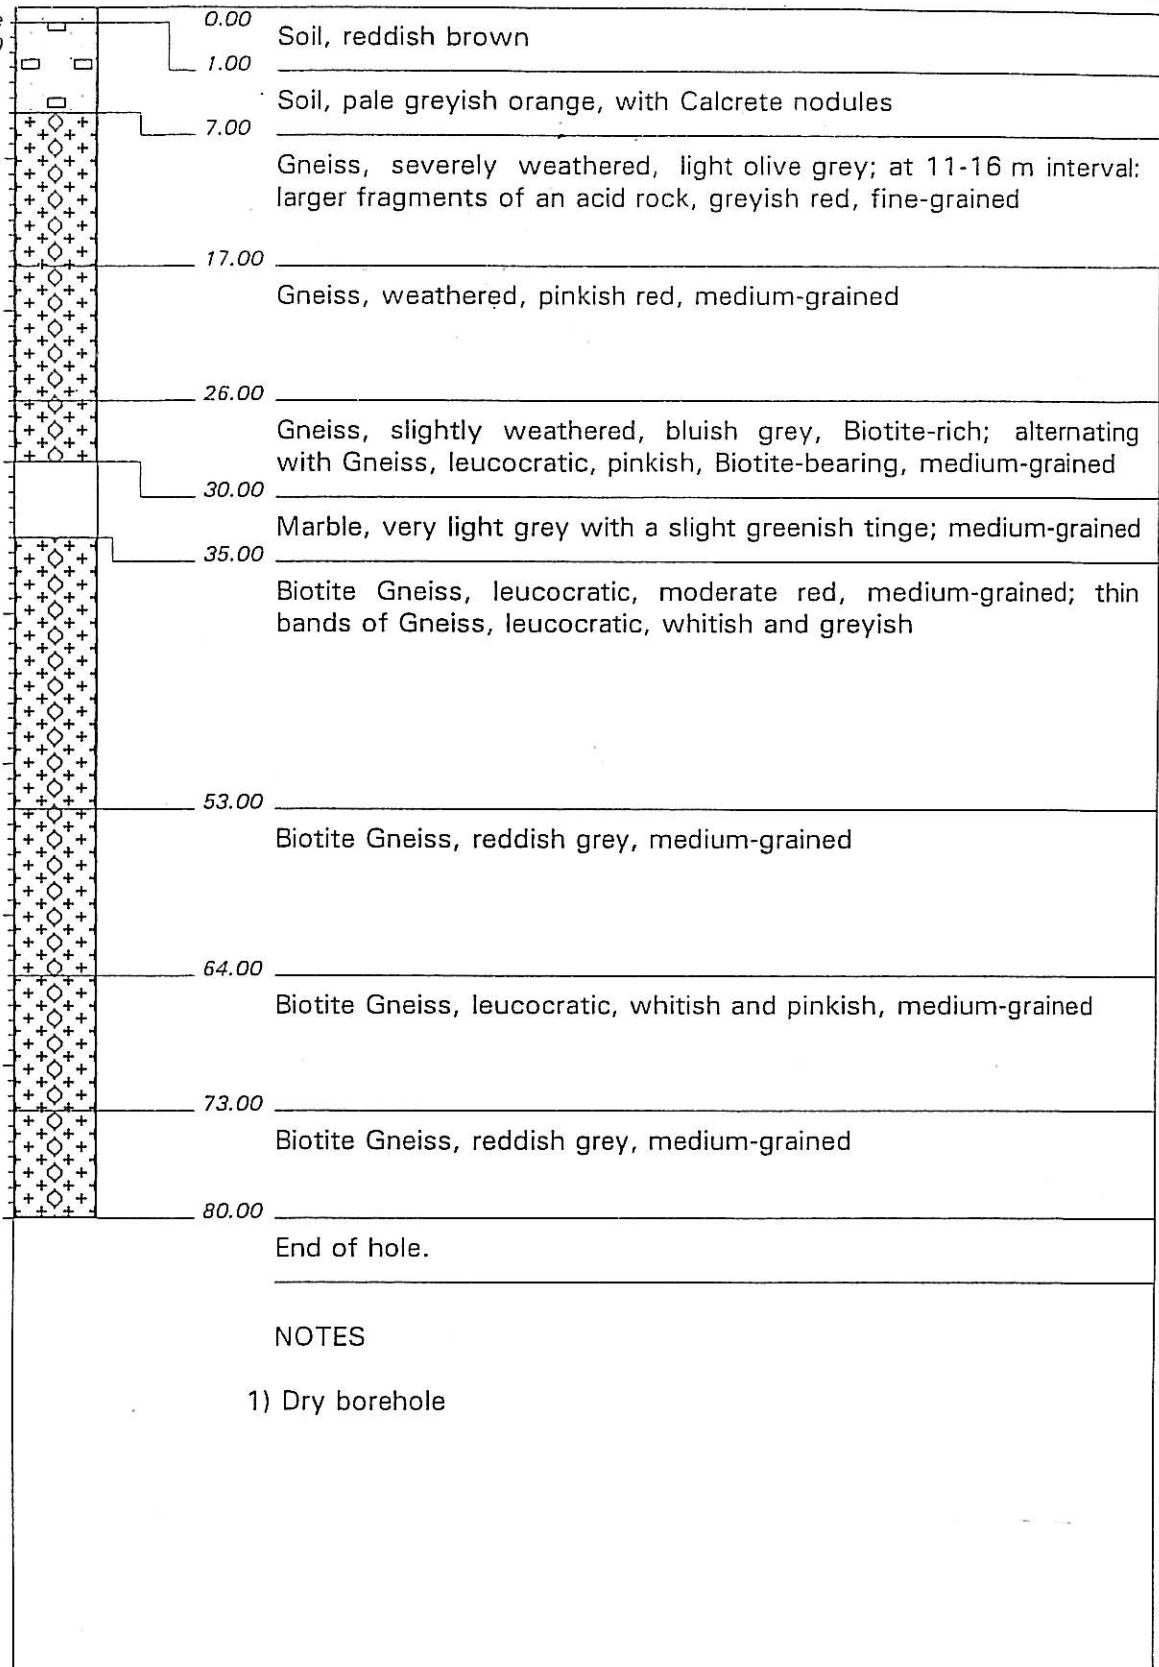 0.00
Soil, reddish brown
1.00
Soil, pale greyish orange, with Calcrete nodules
7.00
Gneiss, severely weathered, light olive grey; at 11-16 m interval:
larger fragments of an acid rock, greyish red, fine-grained
17.00
Gneiss, weathered, pinkish red, medium-grained
26.00
Gneiss, slightly weathered, bluish grey, Biotite-rich; alternating
with Gneiss, leucocratic, pinkish, Biotite-bearing, medium-grained
30.00
Marble, very light grey with a slight greenish tinge; medium-grained
35.00
Biotite Gneiss, leucocratic, moderate red, medium-grained; thin
bands of Gneiss, leucocratic, whitish and greyish
53.00
Biotite Gneiss, reddish grey, medium-grained
64.00
Biotite Gneiss, leucocratic, whitish and pinkish, medium-grained
73.00
Biotite Gneiss, reddish grey, medium-grained
80.00
End of hole.
NOTES
1) Dry borehole